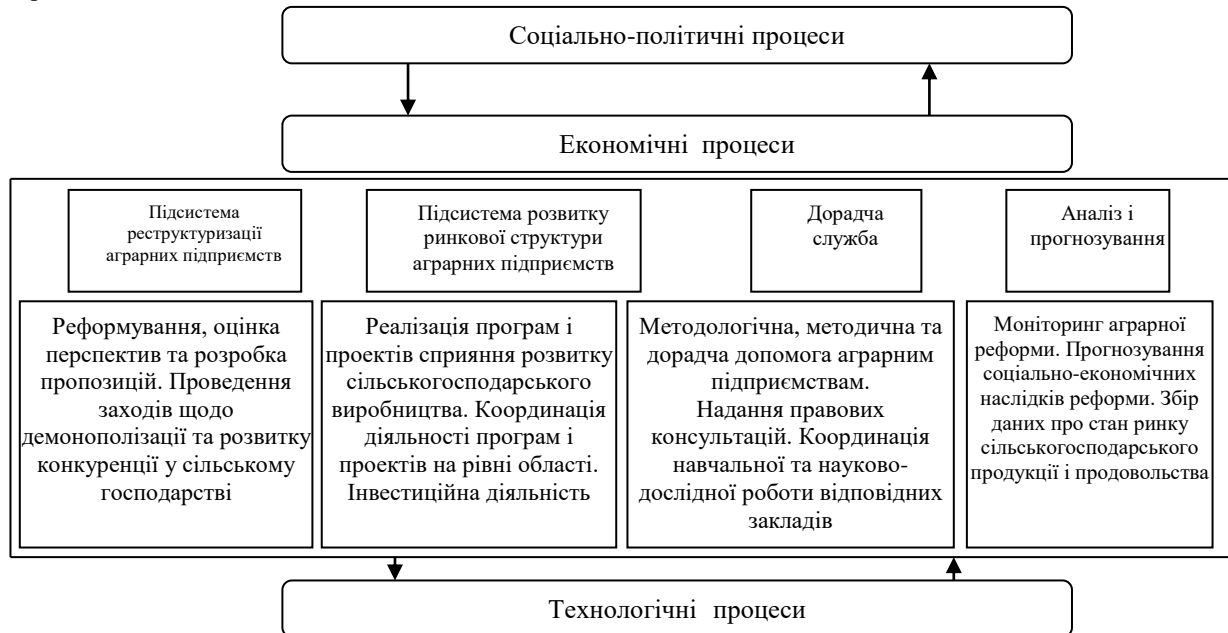 Соціально-політичні процеси
Економічні процеси
Підсистема
реструктуризації
аграрних підприємств
Підсистема розвитку
ринкової структури
аграрних підприємств
Дорадча
служба
Аналіз і
прогнозування
Реформування, оцінка
перспектив та розробка
пропозицій. Проведення
заходів щодо
демонополізації та розвитку
конкуренції у сільському
господарстві
Реалізація програм і
проектів сприяння розвитку
сільськогосподарського
виробництва. Координація
діяльності програм і
проектів на рівні області.
Інвестиційна діяльність
Методологічна, методична та
дорадча допомога аграрним
підприємствам.
Надання правових
консультацій. Координація
навчальної та науково-
дослідної роботи відповідних
закладів
Моніторинг аграрної
реформи. Прогнозування
соціально-економічних
наслідків реформи. Збір
даних про стан ринку
сільськогосподарського
продукції і продовольства
Технологічні процеси